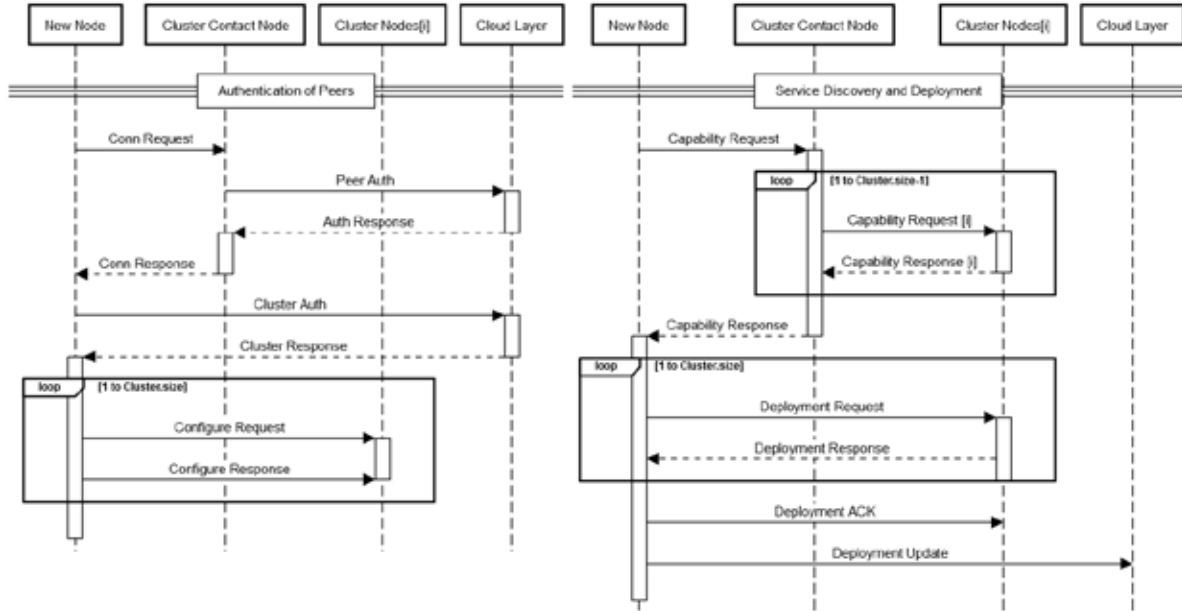 New Node
Cluster Contact Node
Cluster Nodes[i]
Cloud Layer
Authentication of Peers
Conn Request
Peer Auth
Auth Response
Conn Response
Cluster Auth
Cluster Response
loop
[1 to Cluster.size]
Configure Request
Configure Response
New Node
Cluster Contact Node
Cluster Nodes[i]
Cloud Layer
Service Discovery and Deployment
Capability Request
loop
[1 to Cluster.size-1]
Capability Request [i]
Capability Response [i]
Capability Response
loop
[1 to Cluster.size]
Deployment Request
Deployment Response
Deployment ACK
Deployment Update